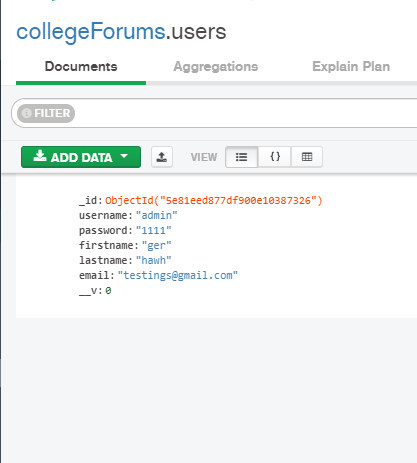 collegeForums.users
Documents Aggregations Explain Plan
FILTER
ADD DATA VIEW { }
_id: ObjectId("5e81eed877df900e10387326")
username: "admin"
password: "1111"
firstname: "ger"
lastname: "hawh"
email: "testings@gmail.com"
__v: 0